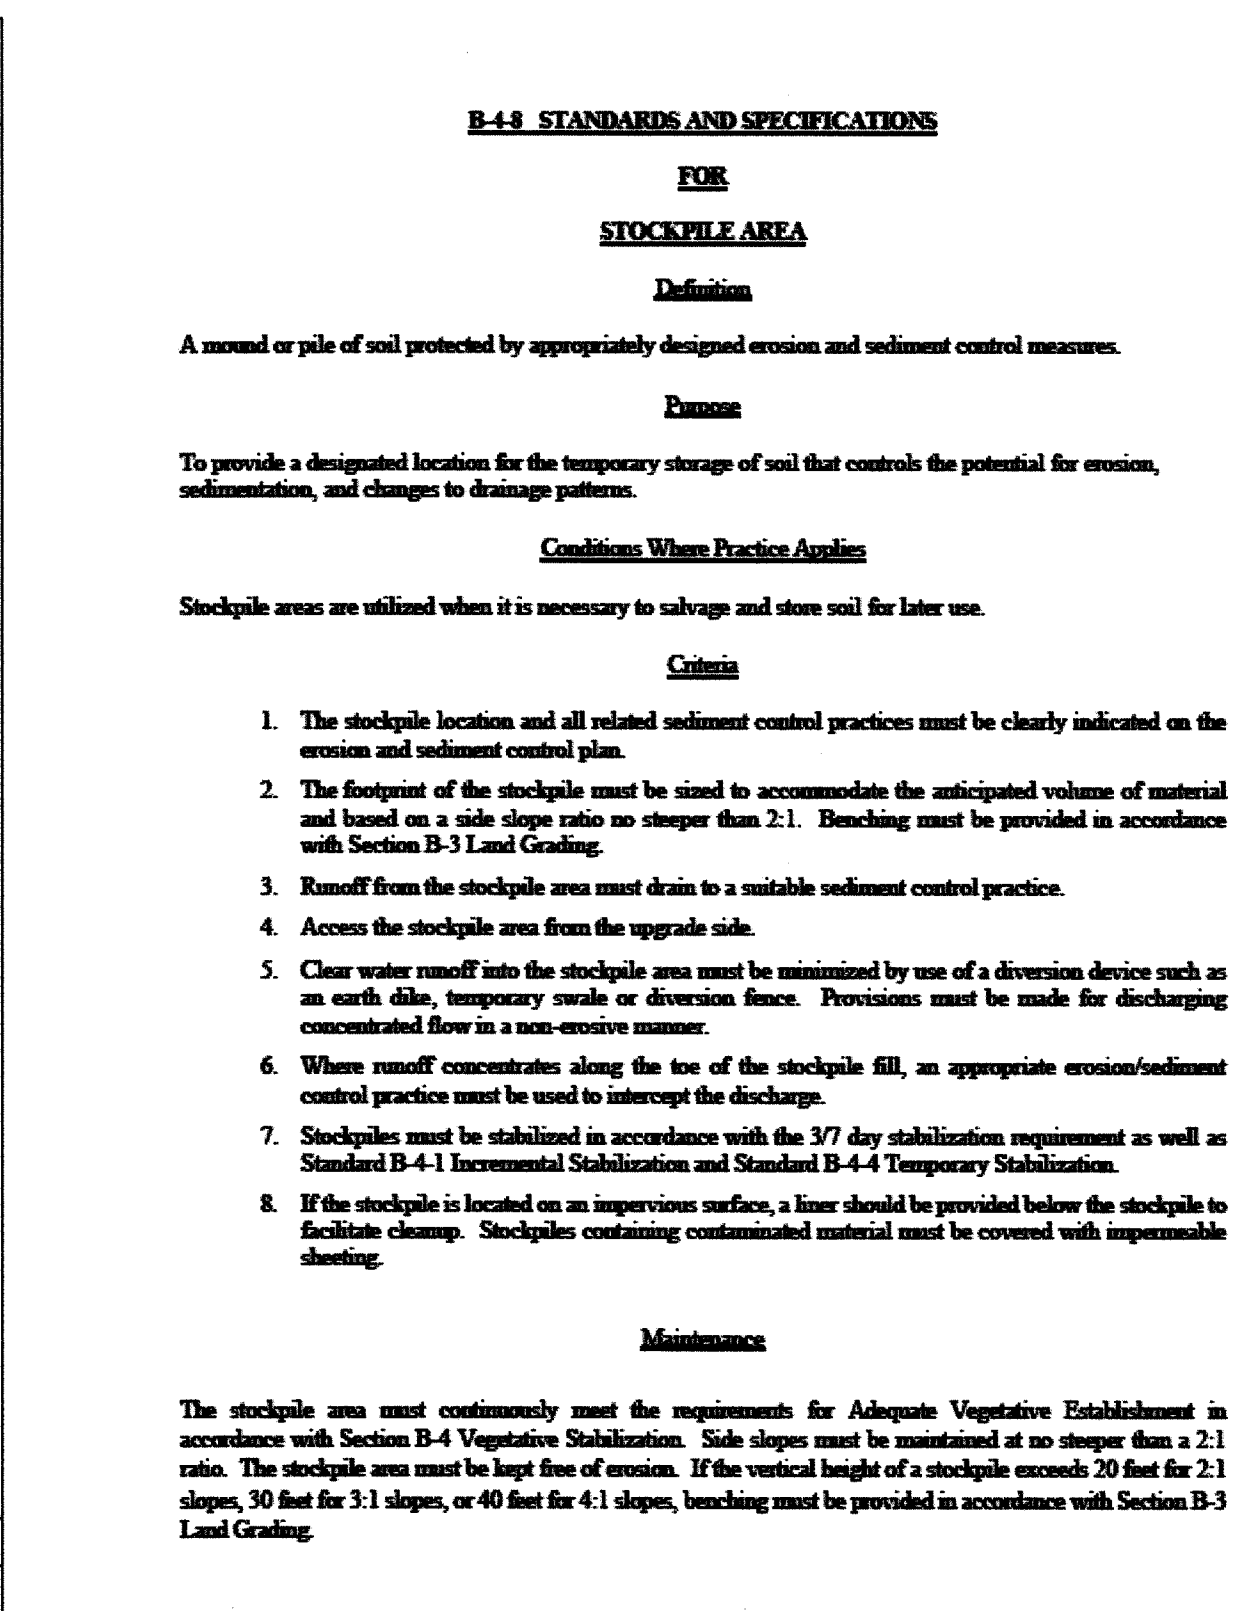 B-4-8 STANDARDS AND SPECIFICATIONS
FOR
STOCKPILE AREA
Definition
A mound or pile of soil protected by appropriately designed erosion and sediment control measures.
Purpose
To provide a designated location for the temporary storage of soil that controls the potential for erosion,
sedimentation, and changes to drainage patterns.
Conditions Where Practice Applies
Stockpile areas are utilized when it is necessary to salvage and store soil for later use.
Criteria
1. The stockpile location and all related sediment control practices must be clearly indicated on the
erosion and sediment control plan.
2. The footprint of the stockpile must be sized to accommodate the anticipated volume of material
and based on a side slope ratio no steeper than 2:1. Benching must be provided in accordance
with Section B-3 Land Grading.
3. Runoff from the stockpile area must drain to a suitable sediment control practice.
4. Access the stockpile area from the upgrade side.
5. Clear water runoff into the stockpile area must be minimized by use of a diversion device such as
an earth dike, temporary swale or diversion fence. Provisions must be made for discharging
concentrated flow in a non-erosive manner.
6. Where runoff concentrates along the toe of the stockpile fill, an appropriate erosion/sediment
control practice must be used to intercept the discharge.
7. Stockpiles must be stabilized in accordance with the 3/7 day stabilization requirement as well as
Standard B-4-1 Incremental Stabilization and Standard B-4-4 Temporary Stabilization.
8. If the stockpile is located on an impervious surface, a liner should be provided below the stockpile to
facilitate cleanup. Stockpiles containing contaminated material must be covered with impermeable
sheeting.
Maintenance
The stockpile area must continuously meet the requirements for Adequate Vegetative Establishment in
accordance with Section B-4 Vegetative Stabilization. Side slopes must be maintained at no steeper than a 2:1
ratio. The stockpile area must be kept free of erosion. If the vertical height of a stockpile exceeds 20 feet for 2:1
slopes, 30 feet for 3:1 slopes, or 40 feet for 4:1 slopes, benching must be provided in accordance with Section B-3
Land Grading.